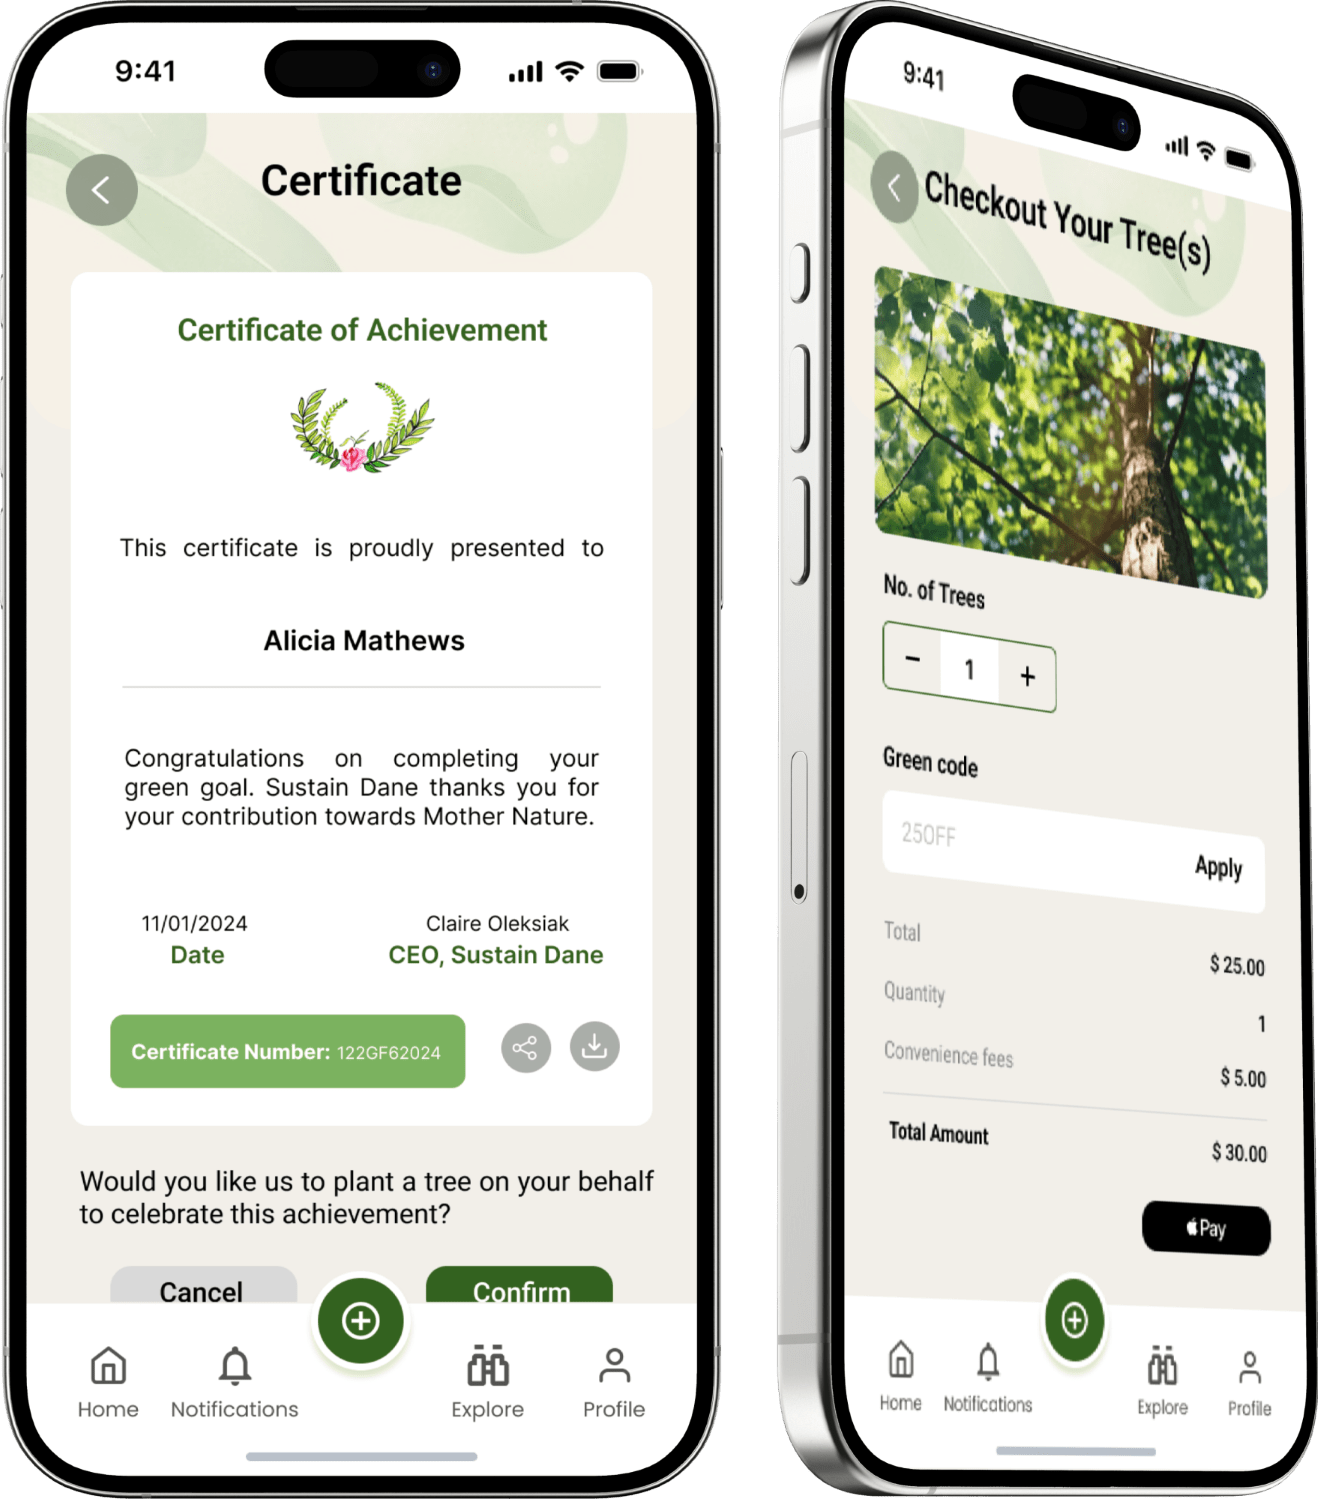 9:41
Certificate
Certificate of Achievement
This certificate is proudly presented to
Alicia Mathews
Congratulations on completing your
green goal. Sustain Dane thanks you for
your contribution towards Mother Nature.
11/01/2024
Date
Claire Oleksiak
CEO, Sustain Dane
Certificate Number: 122GF62024
Would you like us to plant a tree on your behalf
to celebrate this achievement?
Cancel
Confirm
Home
Notifications
Explore
Profile
9:41
Checkout Your Tree(s)
No. of Trees
− 1 +
Green code
25OFF
Apply
Total
$ 25.00
Quantity
1
Convenience fees
$ 5.00
Total Amount
$ 30.00
Pay
Home
Notifications
Explore
Profile